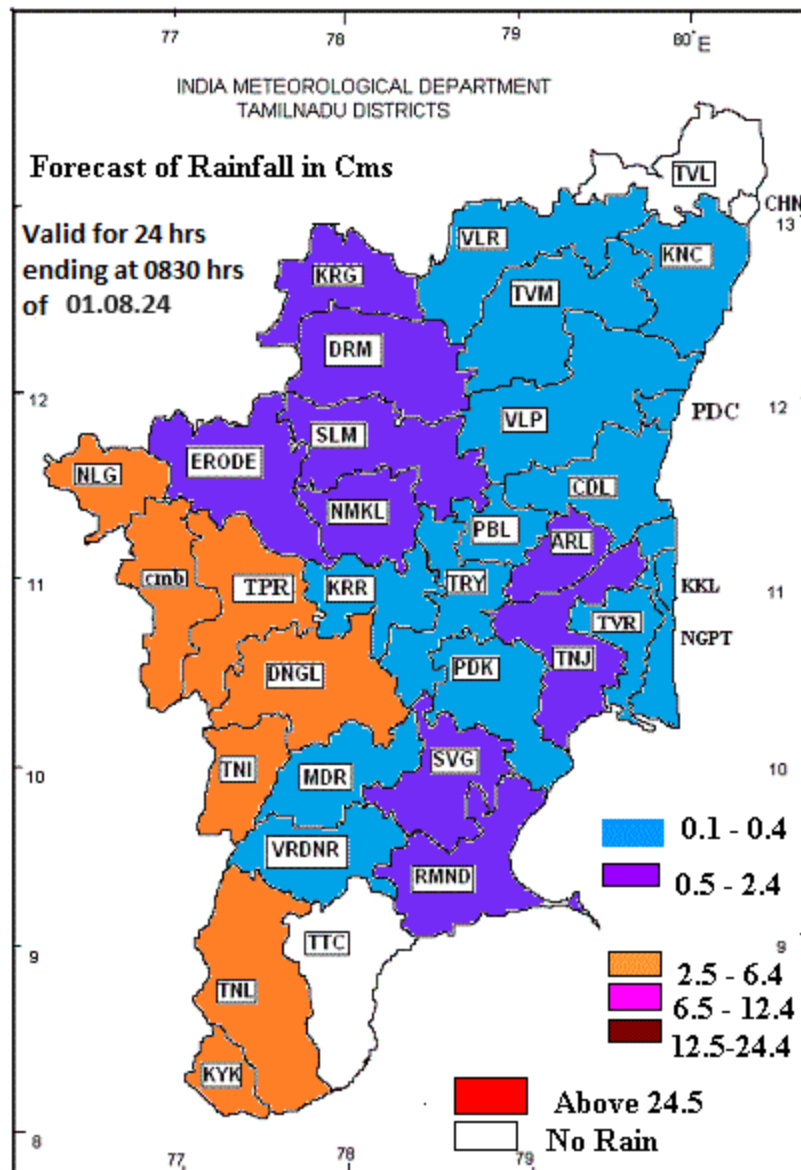 77 78 79 80°E
INDIA METEOROLOGICAL DEPARTMENT
TAMILNADU DISTRICTS
Forecast of Rainfall in Cms
TVL
CHN
13
Valid for 24 hrs
ending at 0830 hrs
of 01.08.24
VLR
KNC
KRG
TVM
DRM
12
12
PDC
VLP
SLM
ERODE
NLG
CDL
NMKL
PBL
ARL
11
cmb
TPR
KRR
TRY
KKL
11
TVR
NGPT
DNGL
PDK
TNJ
10
TNI
MDR
SVG
10
0.1 - 0.4
VRDNR
RMND
0.5 - 2.4
9
TTC
9
2.5 - 6.4
TNL
6.5 - 12.4
12.5-24.4
KYK
Above 24.5
8
No Rain
77 78 79